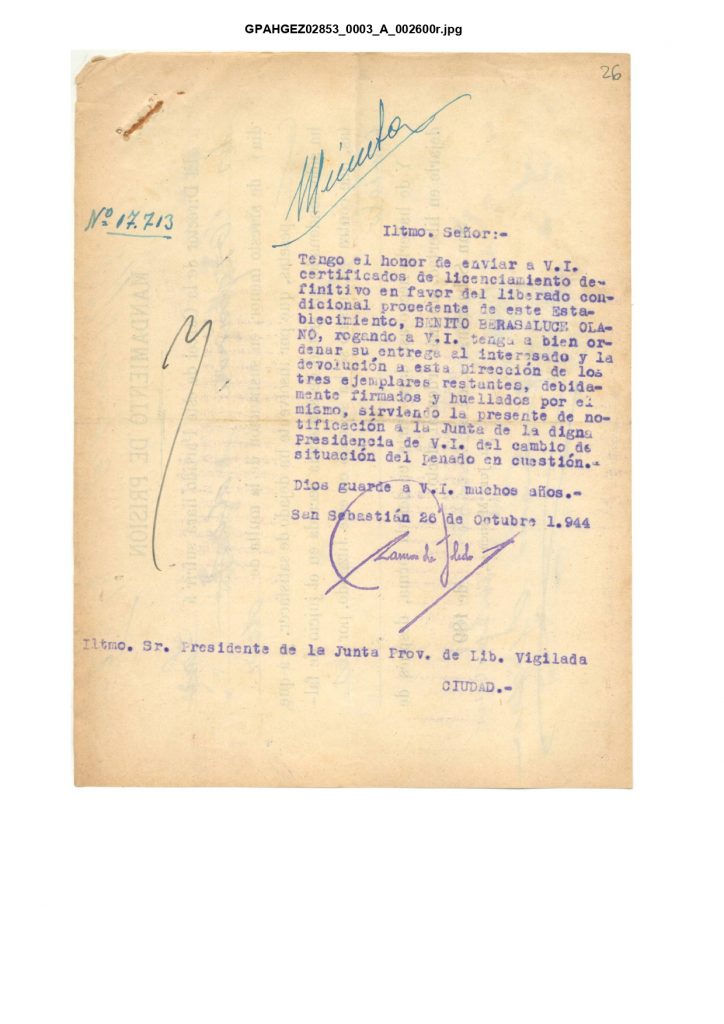 GPAHGEZ02853_0003_A_002600r.jpg
26
Minuta
Nº 17.713
Iltmo. Señor:-
Tengo el honor de enviar a V.I.
certificados de licenciamiento de-
finitivo en favor del liberado con-
dicional procedente de este Esta-
blecimiento, BENITO BERASALUCE OLA-
NO, rogando a V.I. tenga a bien or-
denar su entrega al interesado y la
devolución a esta Dirección de los
tres ejemplares restantes, debida-
mente firmados y huellados por el
mismo, sirviendo la presente de no-
tificación a la Junta de la digna
Presidencia de V.I. del cambio de
situación del penado en cuestión.-
Dios guarde a V.I. muchos años.-
San Sebastián 26 de Octubre 1.944
Iltmo. Sr. Presidente de la Junta Prov. de Lib. Vigilada
CIUDAD.-
MANDAMIENTO DE PRISION